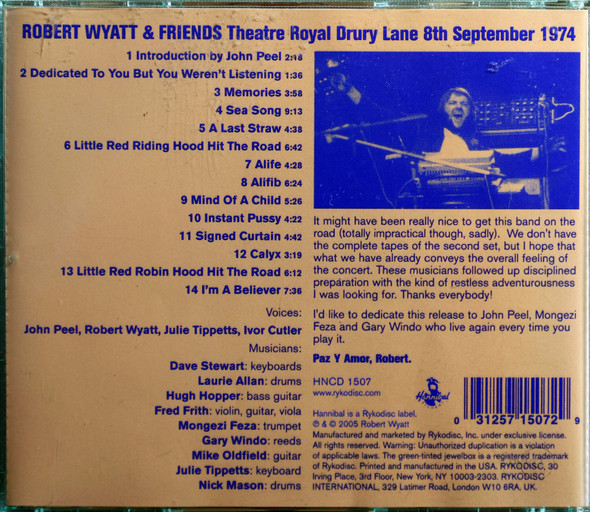 ROBERT WYATT & FRIENDS Theatre Royal Drury Lane 8th September 1974
1 Introduction by John Peel 2:18
2 Dedicated To You But You Weren't Listening 1:36
3 Memories 3:58
4 Sea Song 9:13
5 A Last Straw 4:38
6 Little Red Riding Hood Hit The Road 6:42
7 Alife 4:28
8 Alifib 6:24
9 Mind Of A Child 5:26
10 Instant Pussy 4:22
11 Signed Curtain 4:42
12 Calyx 3:19
13 Little Red Robin Hood Hit The Road 6:12
14 I'm A Believer 7:36
Voices:
John Peel, Robert Wyatt, Julie Tippetts, Ivor Cutler
Musicians:
Dave Stewart: keyboards
Laurie Allan: drums
Hugh Hopper: bass guitar
Fred Frith: violin, guitar, viola
Mongezi Feza: trumpet
Gary Windo: reeds
Mike Oldfield: guitar
Julie Tippetts: keyboard
Nick Mason: drums
It might have been really nice to get this band on the
road (totally impractical though, sadly). We don't have
the complete tapes of the second set, but I hope that
what we have already conveys the overall feeling of
the concert. These musicians followed up disciplined
preparation with the kind of restless adventurousness
I was looking for. Thanks everybody!
I'd like to dedicate this release to John Peel, Mongezi
Feza and Gary Windo who live again every time you
play it.
Paz Y Amor, Robert.
HNCD 1507
www.rykodisc.com
Hannibal
Hannibal is a Rykodisc label.
℗ & © 2005 Robert Wyatt
0 31257 15072 9
Manufactured and marketed by Rykodisc, Inc. under exclusive license.
All rights reserved. Warning: Unauthorized duplication is a violation
of applicable laws. The green-tinted jewelbox is a registered trademark
of Rykodisc. Printed and manufactured in the USA. RYKODISC, 30
Irving Place, 3rd Floor, New York, NY 10003-2303. RYKODISC
INTERNATIONAL, 329 Latimer Road, London W10 6RA, UK.